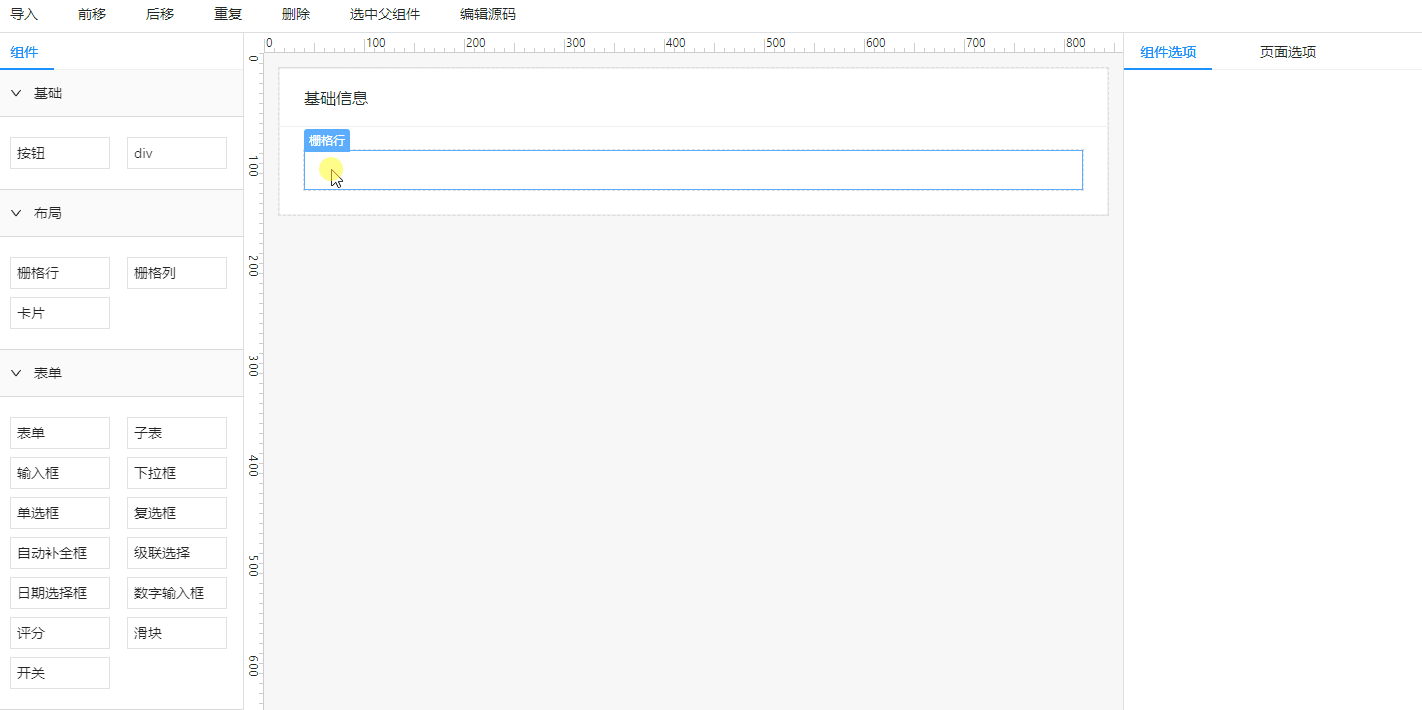 导入 前移 后移 重复 删除 选中父组件 编辑源码
组件
基础
按钮 div
布局
栅格行 栅格列
卡片
表单
表单 子表
输入框 下拉框
单选框 复选框
自动补全框 级联选择
日期选择框 数字输入框
评分 滑块
开关
0 100 200 300 400 500 600 700 800
0
100
200
300
400
500
600
基础信息
栅格行
组件选项 页面选项